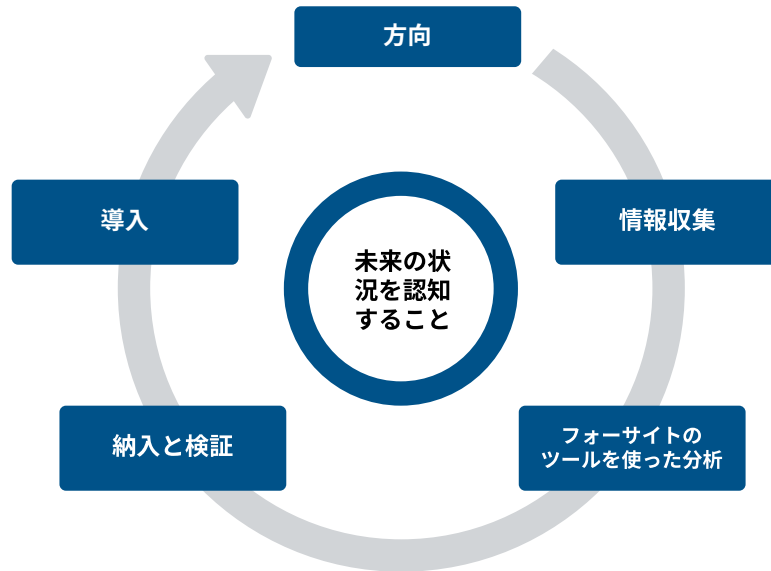 方向
情報収集
フォーサイトの
ツールを使った分析
納入と検証
導入
未来の状
況を認知
すること